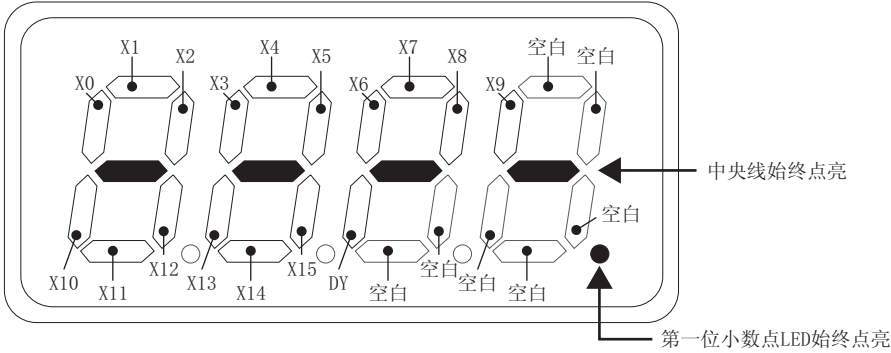 X1 X4 X7 空白 空白
X0 X2 X3 X5 X6 X8 X9
中央线始终点亮
空白
X10 X12 X13 X15 DY 空白 空白
X11 X14 空白 空白
第一位小数点LED始终点亮